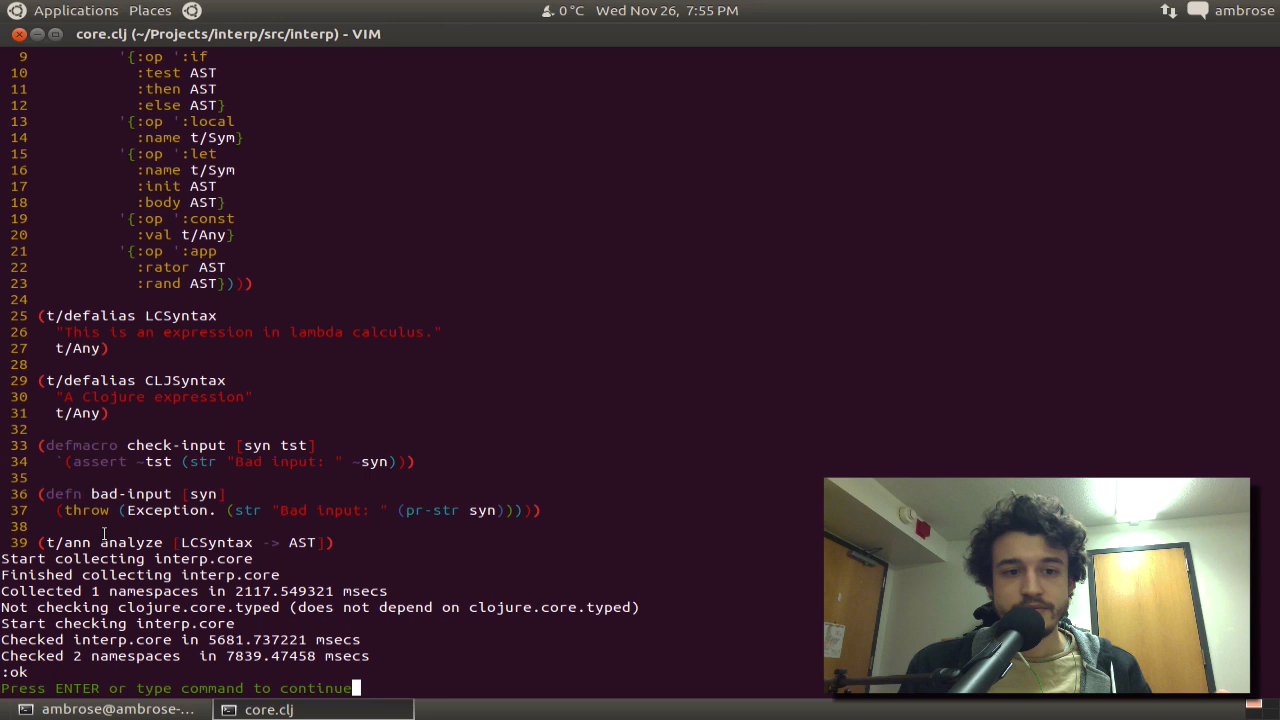 Applications Places 0 °C Wed Nov 26, 7:55 PM ambrose
core.clj (~/Projects/interp/src/interp) - VIM
9 '{:op ':if
10 :test AST
11 :then AST
12 :else AST}
13 '{:op ':local
14 :name t/Sym}
15 '{:op ':let
16 :name t/Sym
17 :init AST
18 :body AST}
19 '{:op ':const
20 :val t/Any}
21 '{:op ':app
22 :rator AST
23 :rand AST})))
24
25 (t/defalias LCSyntax
26 "This is an expression in lambda calculus."
27 t/Any)
28
29 (t/defalias CLJSyntax
30 "A Clojure expression"
31 t/Any)
32
33 (defmacro check-input [syn tst]
34 `(assert ~tst (str "Bad input: " ~syn)))
35
36 (defn bad-input [syn]
37 (throw (Exception. (str "Bad input: " (pr-str syn)))))
38
39 (t/ann analyze [LCSyntax -> AST])
Start collecting interp.core
Finished collecting interp.core
Collected 1 namespaces in 2117.549321 msecs
Not checking clojure.core.typed (does not depend on clojure.core.typed)
Start checking interp.core
Checked interp.core in 5681.737221 msecs
Checked 2 namespaces  in 7839.47458 msecs
:ok
Press ENTER or type command to continue
ambrose@ambrose-... core.clj